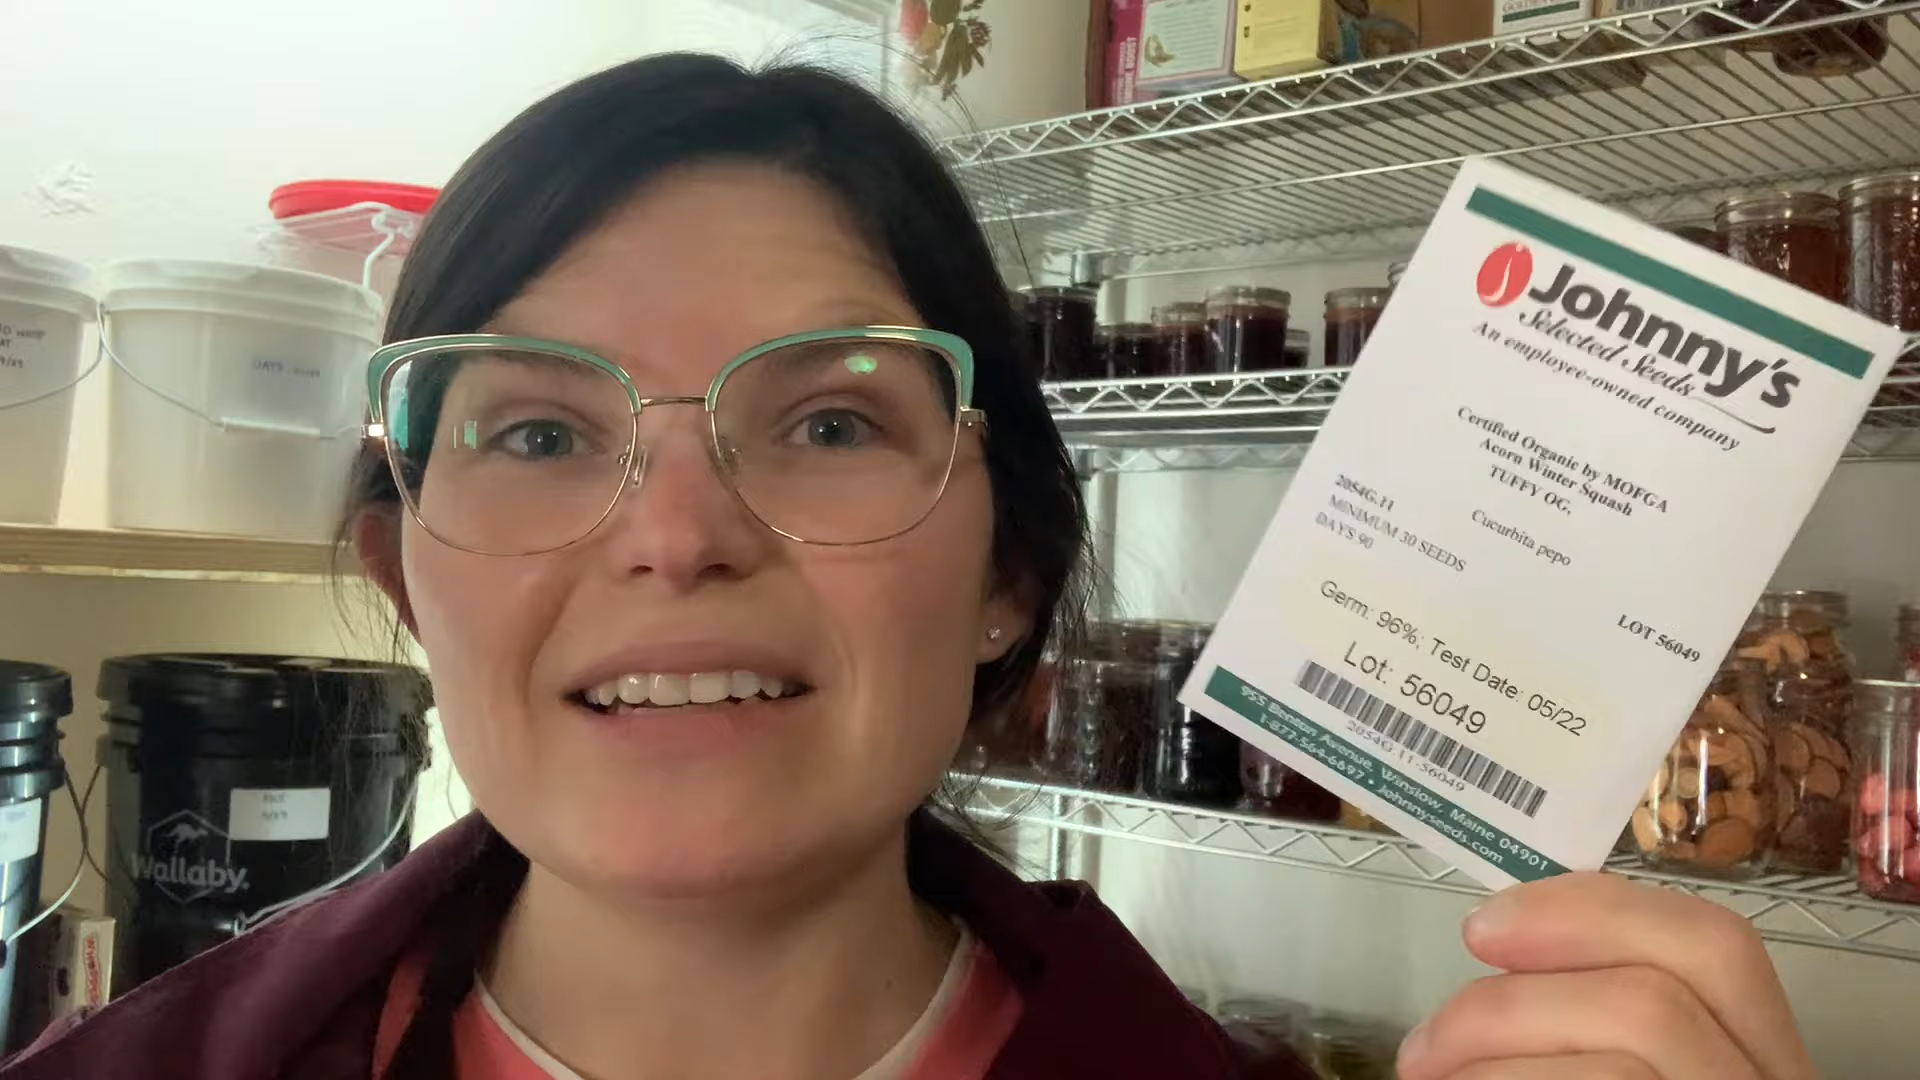 Johnny's
Selected Seeds
An employee-owned company
Certified Organic by MOFGA
Acorn Winter Squash
TUFFY OG,
Cucurbita pepo
2054G.11
MINIMUM 30 SEEDS
DAYS 90
LOT 56049
Germ: 96%; Test Date: 05/22
Lot: 56049
2054G.11-56049
955 Benton Avenue, Winslow, Maine 04901
1-877-564-6697 • Johnnyseeds.com
Wallaby
BOOST